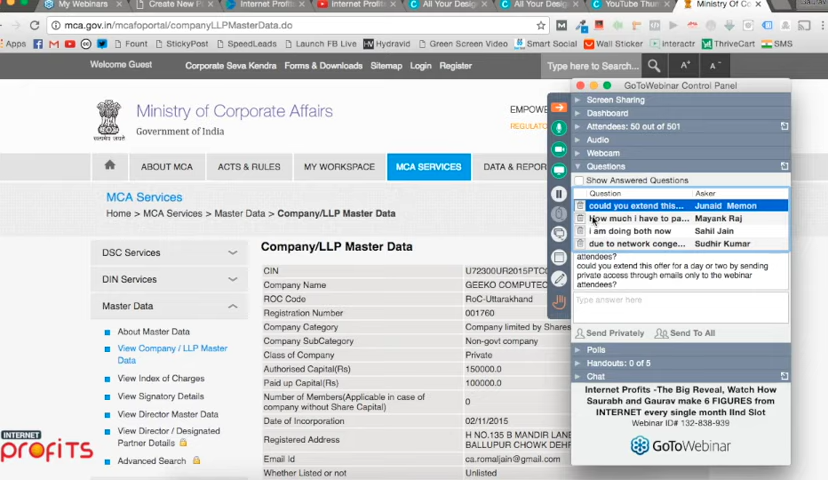 My Webinars
Create New P
Internet Profits
Internet Profi
All Your Design
All Your Design
YouTube Thum
Ministry Of Co
mca.gov.in/mcafoportal/companyLLPMasterData.do
Apps
Fount
StickyPost
SpeedLeads
Launch FB Live
Hydravid
Green Screen Video
Smart Social
Interactr
ThriveCart
SMS
Welcome Guest
Corporate Seva Kendra
Forms & Downloads
Sitemap
Login
Register
Type here to Search...
A+
A-
Ministry of Corporate Affairs
Government of India
EMPOWE
REGULATO
ABOUT MCA
ACTS & RULES
MY WORKSPACE
MCA SERVICES
DATA & REPOR
MCA Services
Home > MCA Services > Master Data > Company/LLP Master Data
DSC Services
DIN Services
Master Data
About Master Data
View Company / LLP Master
Data
View Index of Charges
View Signatory Details
View Director Master Data
View Director / Designated
Partner Details
Advanced Search
Company/LLP Master Data
CIN U72300UR2015PTC0
Company Name GEEKO COMPUTEC
ROC Code RoC-Uttarakhand
Registration Number 001760
Company Category Company limited by Shares
Company SubCategory Non-govt company
Class of Company Private
Authorised Capital(Rs) 150000.0
Paid up Capital(Rs) 100000.0
Number of Members(Applicable in case of
company without Share Capital) 0
Date of Incorporation 02/11/2015
Registered Address H NO.135 B MANDIR LANE
BALLUPUR CHOWK DEHR
Email Id ca.romaljain@gmail.com
Whether Listed or not Unlisted
GoToWebinar Control Panel
Screen Sharing
Dashboard
Attendees: 50 out of 501
Audio
Webcam
Questions
Show Answered Questions
Question Asker
could you extend this... Junaid Memon
How much i have to pa... Mayank Raj
i am doing both now Sahil Jain
due to network conge... Sudhir Kumar
attendees?
could you extend this offer for a day or two by sending
private access through emails only to the webinar
attendees?
Type answer here
Send Privately
Send To All
Polls
Handouts: 0 of 5
Chat
Internet Profits -The Big Reveal, Watch How
Saurabh and Gaurav make 6 FIGURES from
INTERNET every single month IInd Slot
Webinar ID# 132-838-939
GoToWebinar
INTERNET
profits